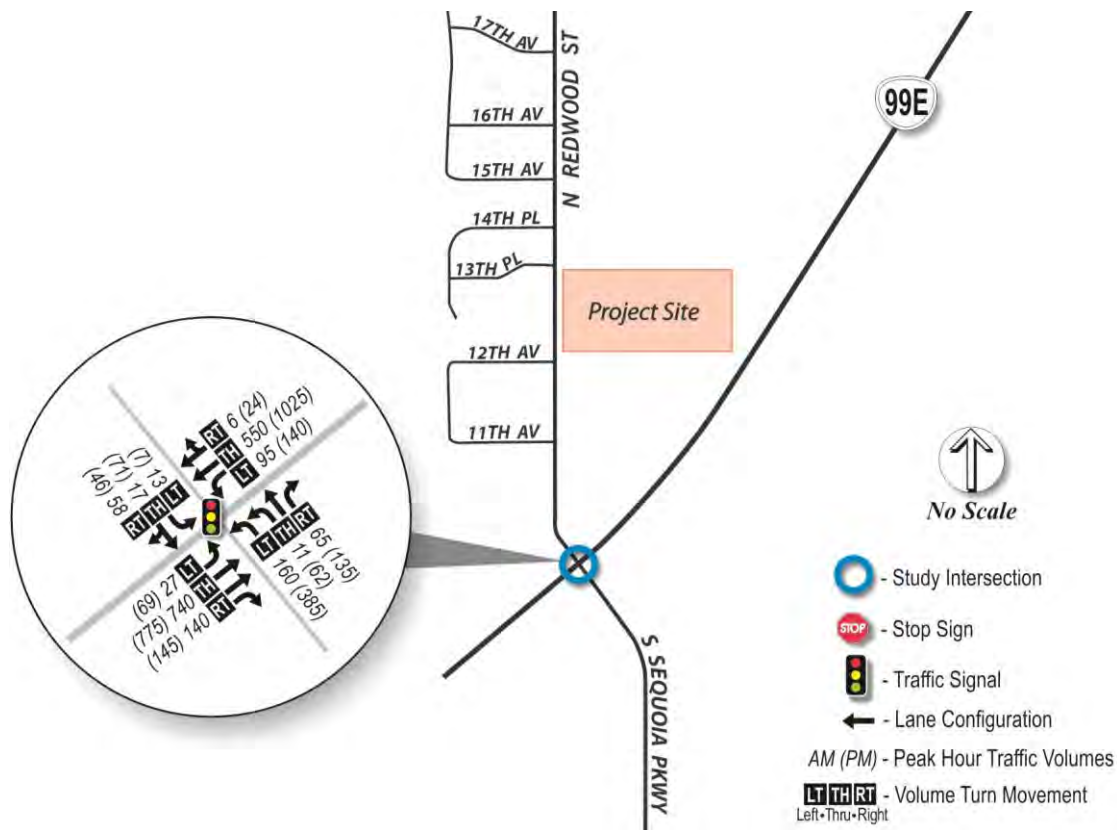 17TH AV
16TH AV
15TH AV
14TH PL
13TH PL
12TH AV
11TH AV
N REDWOOD ST
99E
Project Site
S SEQUOIA PKWY
RT 6 (24)
TH 550 (1025)
LT 95 (140)
(7) 13 LT
(71) 17 TH
(46) 58 RT
LT TH RT
65 (135)
11 (62)
160 (385)
(69) 27 LT
(775) 740 TH
(145) 140 RT
No Scale
- Study Intersection
STOP - Stop Sign
- Traffic Signal
- Lane Configuration
AM (PM) - Peak Hour Traffic Volumes
LT TH RT - Volume Turn Movement
Left•Thru•Right